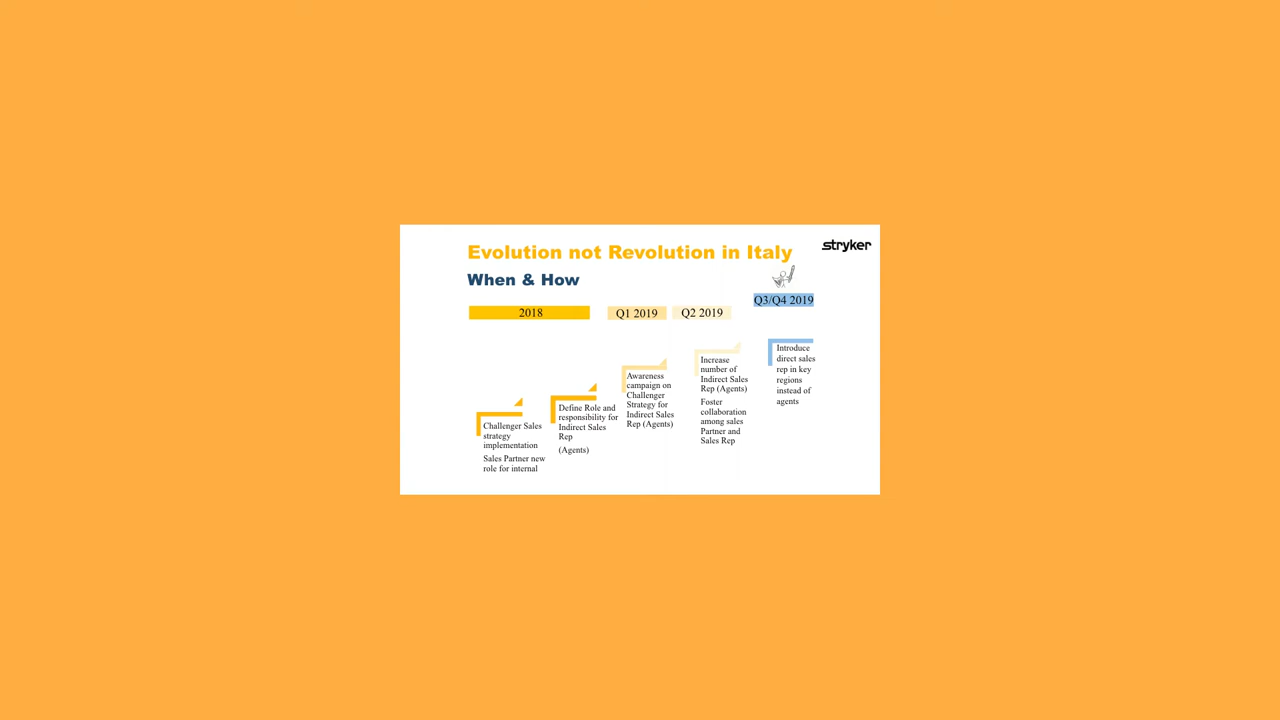 Evolution not Revolution in Italy
stryker
When & How
2018
Q1 2019
Q2 2019
Q3/Q4 2019
Challenger Sales
strategy
implementation
Sales Partner new
role for internal
Define Role and
responsibility for
Indirect Sales
Rep
(Agents)
Awareness
campaign on
Challenger
Strategy for
Indirect Sales
Rep (Agents)
Increase
number of
Indirect Sales
Rep (Agents)
Foster
collaboration
among sales
Partner and
Sales Rep
Introduce
direct sales
rep in key
regions
instead of
agents